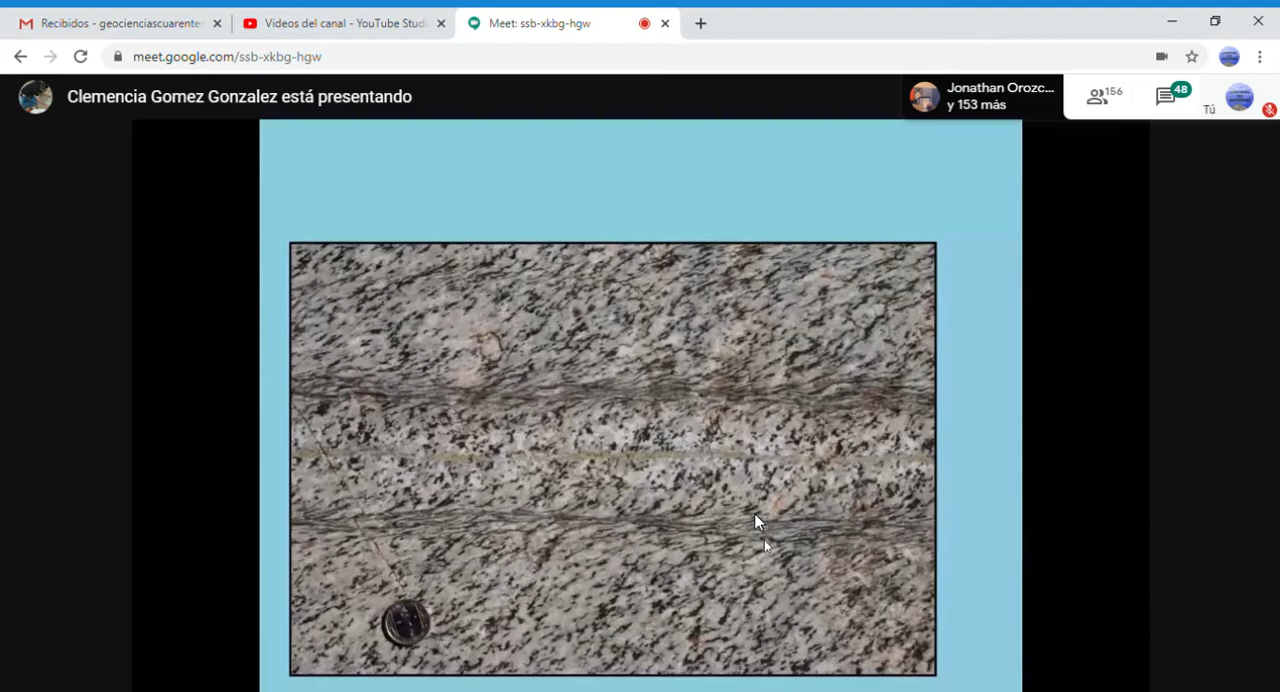 Recibidos - geocienciascuarente
Videos del canal - YouTube Studi
Meet: ssb-xkbg-hgw
meet.google.com/ssb-xkbg-hgw
Clemencia Gomez Gonzalez está presentando
Jonathan Orozc...
y 153 más
156
48
Tú